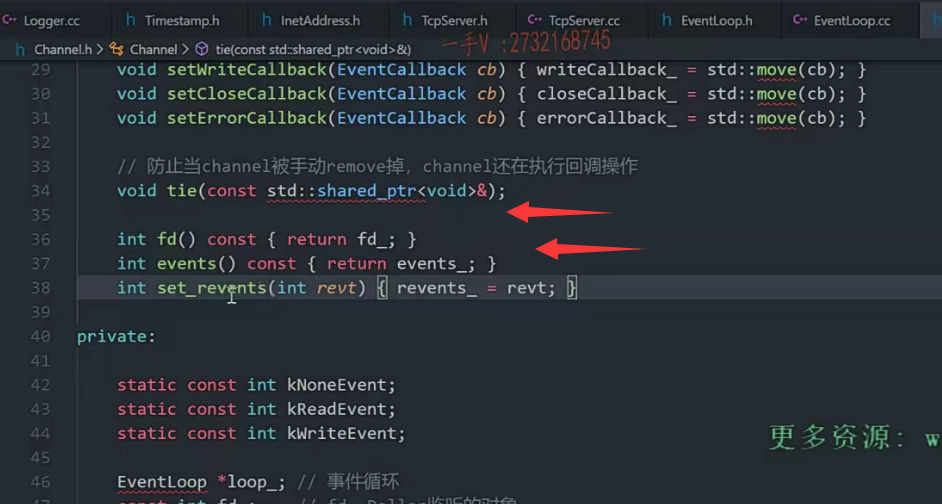 Logger.cc
Timestamp.h
InetAddress.h
TcpServer.h
TcpServer.cc
EventLoop.h
EventLoop.cc
Channel.h > Channel > tie(const std::shared_ptr<void>&)
一手V :2732168745
29 void setWriteCallback(EventCallback cb) { writeCallback_ = std::move(cb); }
30 void setCloseCallback(EventCallback cb) { closeCallback_ = std::move(cb); }
31 void setErrorCallback(EventCallback cb) { errorCallback_ = std::move(cb); }
32
33 // 防止当channel被手动remove掉，channel还在执行回调操作
34 void tie(const std::shared_ptr<void>&);
35
36 int fd() const { return fd_; }
37 int events() const { return events_; }
38 int set_revents(int revt) { revents_ = revt; }
39
40 private:
41
42 static const int kNoneEvent;
43 static const int kReadEvent;
44 static const int kWriteEvent;
45
更多资源: w
46 EventLoop *loop_; // 事件循环